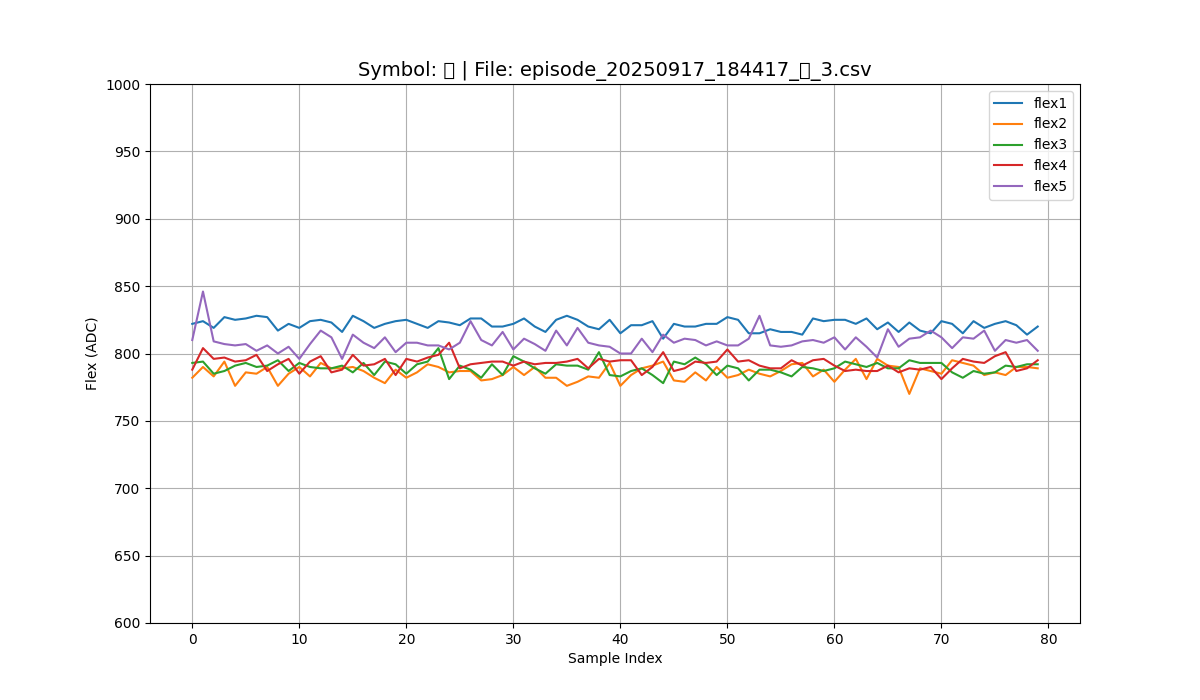 Symbol: | File: episode_20250917_184417_ _3.csv
1000
950
900
850
800
750
700
650
600
Flex (ADC)
0 10 20 30 40 50 60 70 80
Sample Index
flex1
flex2
flex3
flex4
flex5